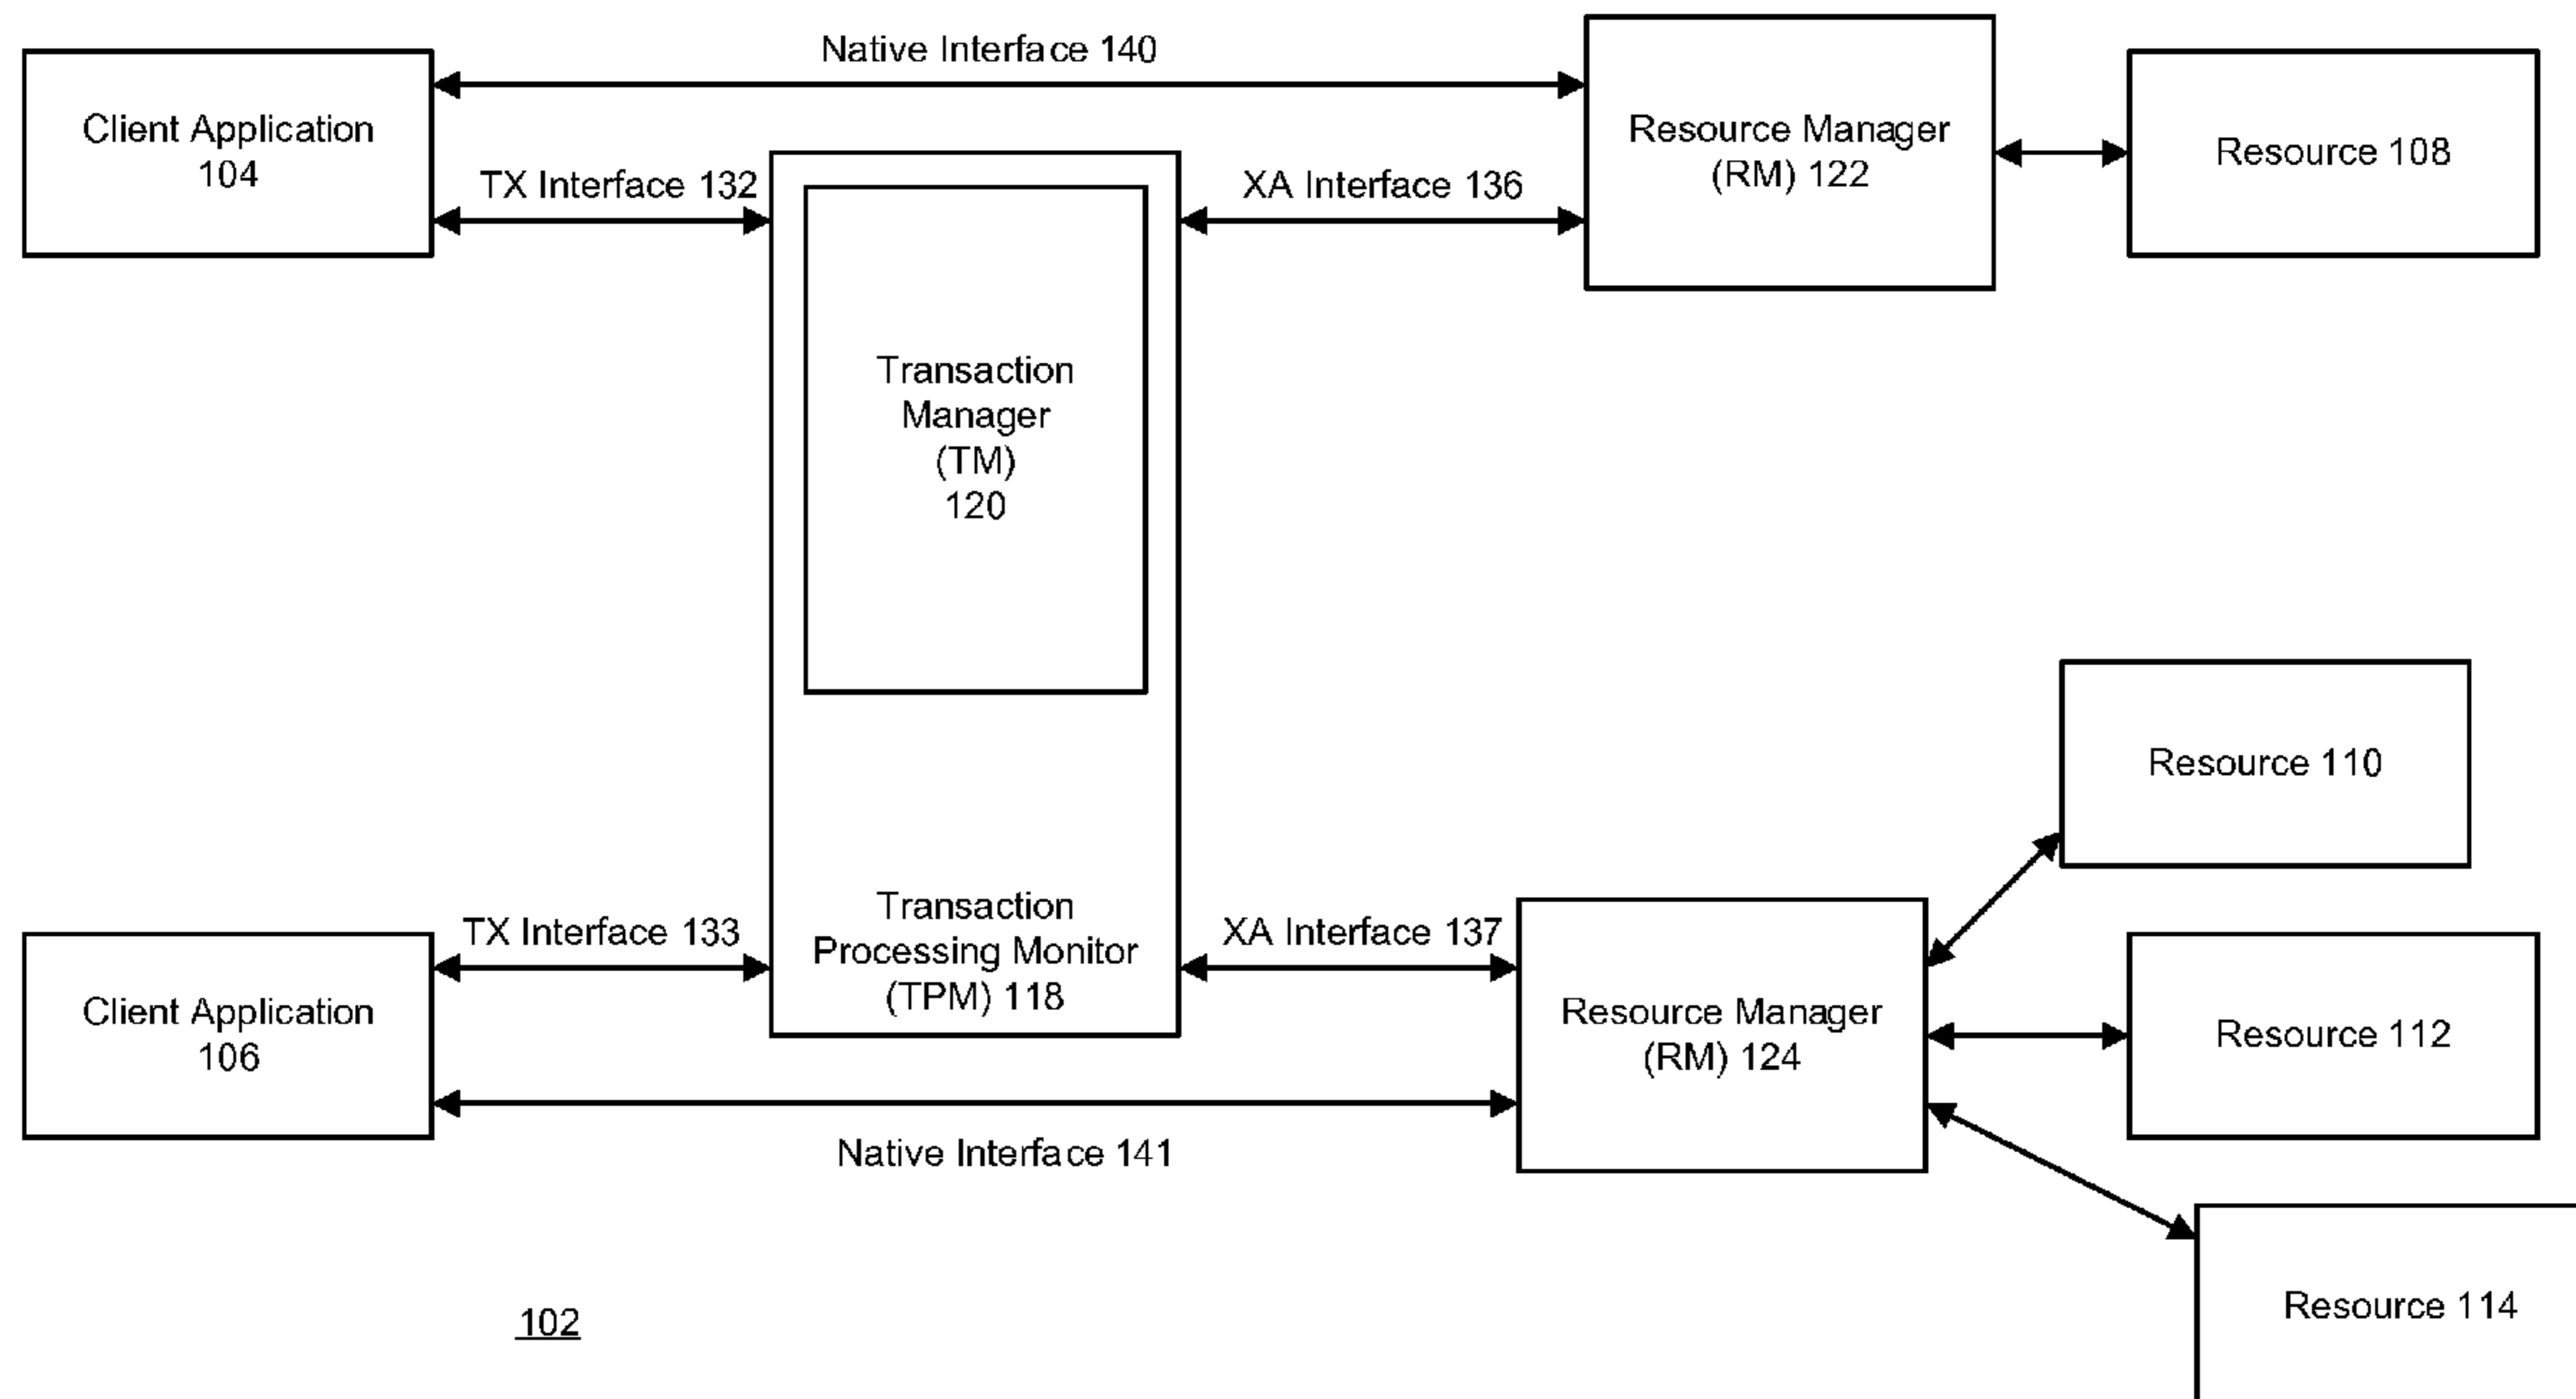 Native Interface 140
Client Application
104
TX Interface 132
XA Interface 136
Resource Manager
(RM) 122
Resource 108
Transaction
Manager
(TM)
120
Resource 110
Transaction
Processing Monitor
(TPM) 118
TX Interface 133
XA Interface 137
Client Application
106
Resource Manager
(RM) 124
Resource 112
Native Interface 141
Resource 114
102